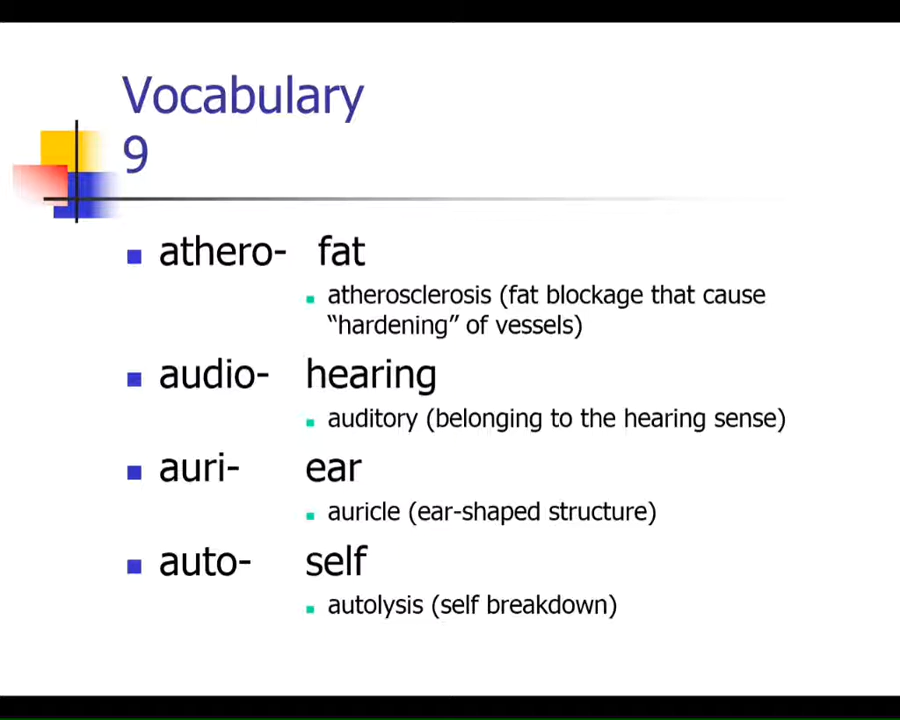 Vocabulary
9
athero- fat
atherosclerosis (fat blockage that cause
“hardening” of vessels)
audio- hearing
auditory (belonging to the hearing sense)
auri- ear
auricle (ear-shaped structure)
auto- self
autolysis (self breakdown)